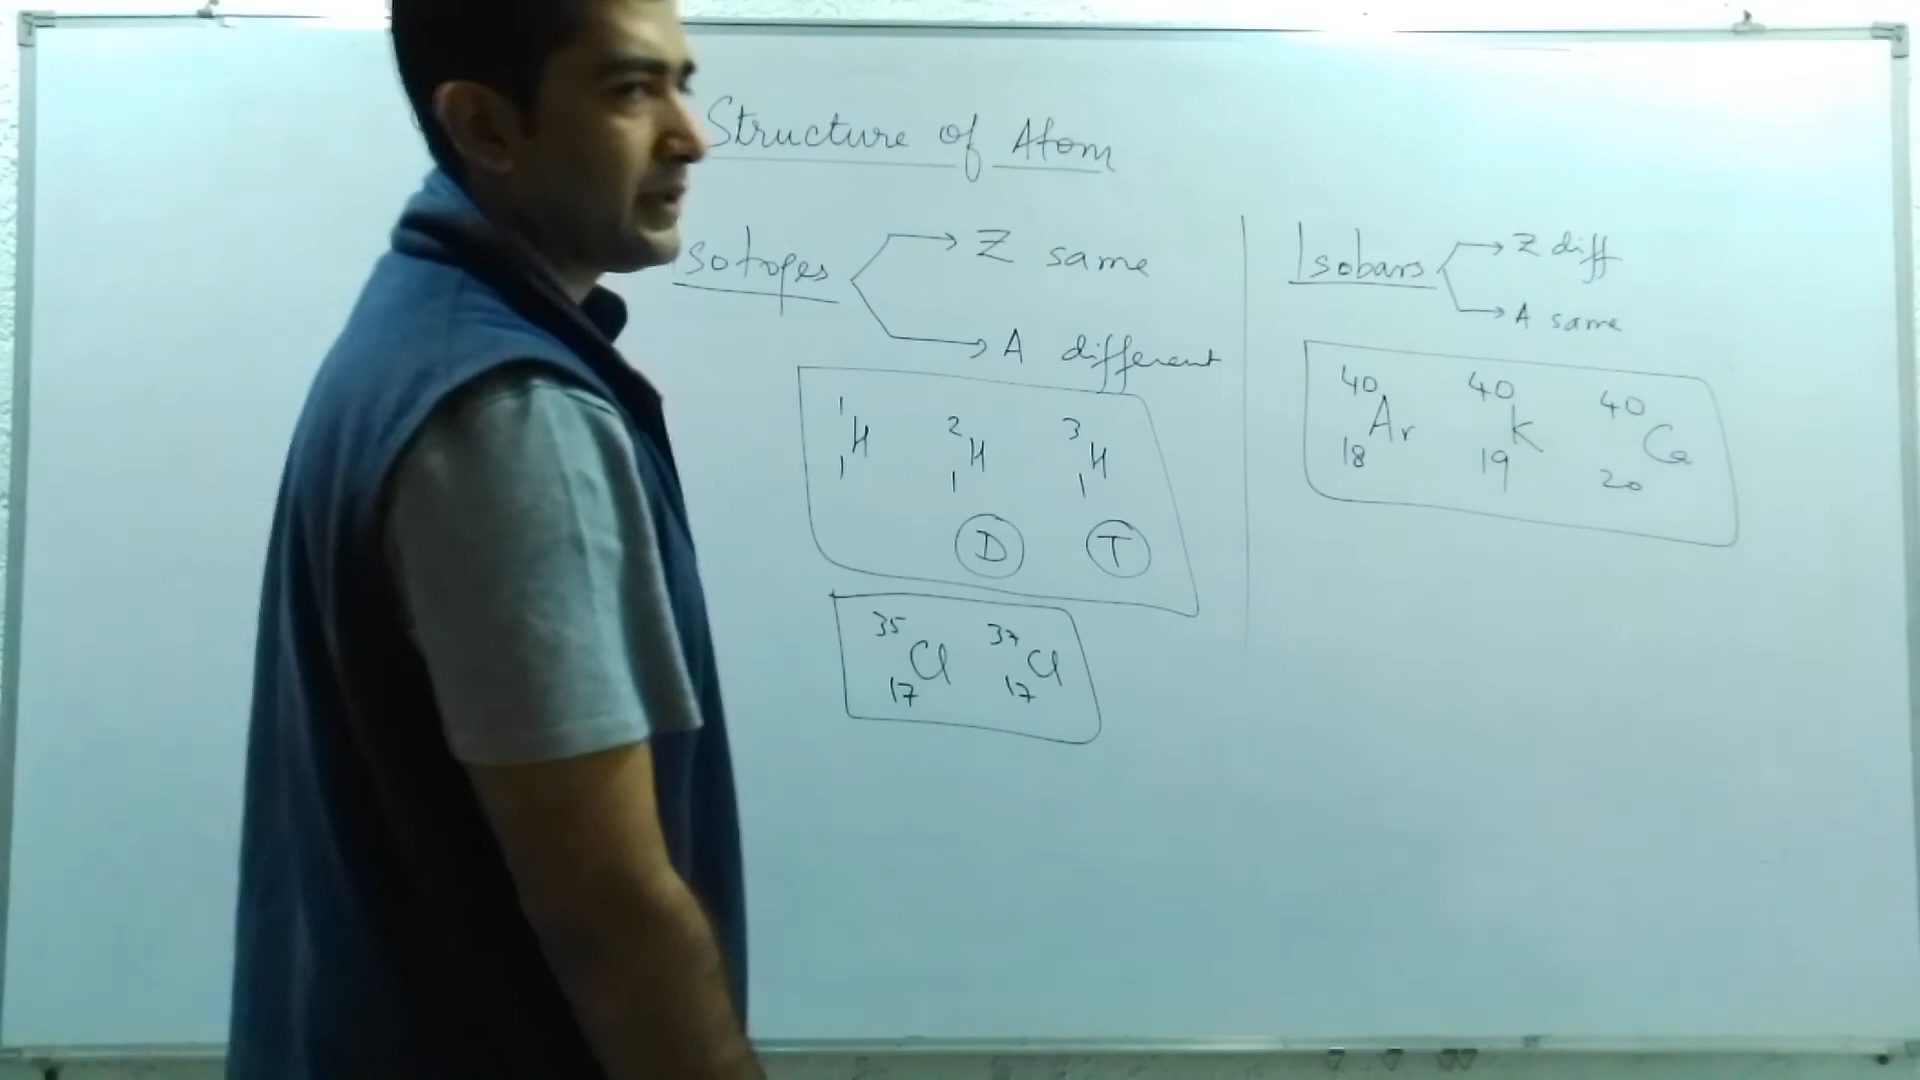 Structure of Atom
sotopes → Z same
→ A different
1 1 H 2 1 H 3 1 H
D T
35 17 Cl 37 17 Cl
Isobars → Z diff
→ A same
40 18 Ar 40 19 K 40 20 Ca